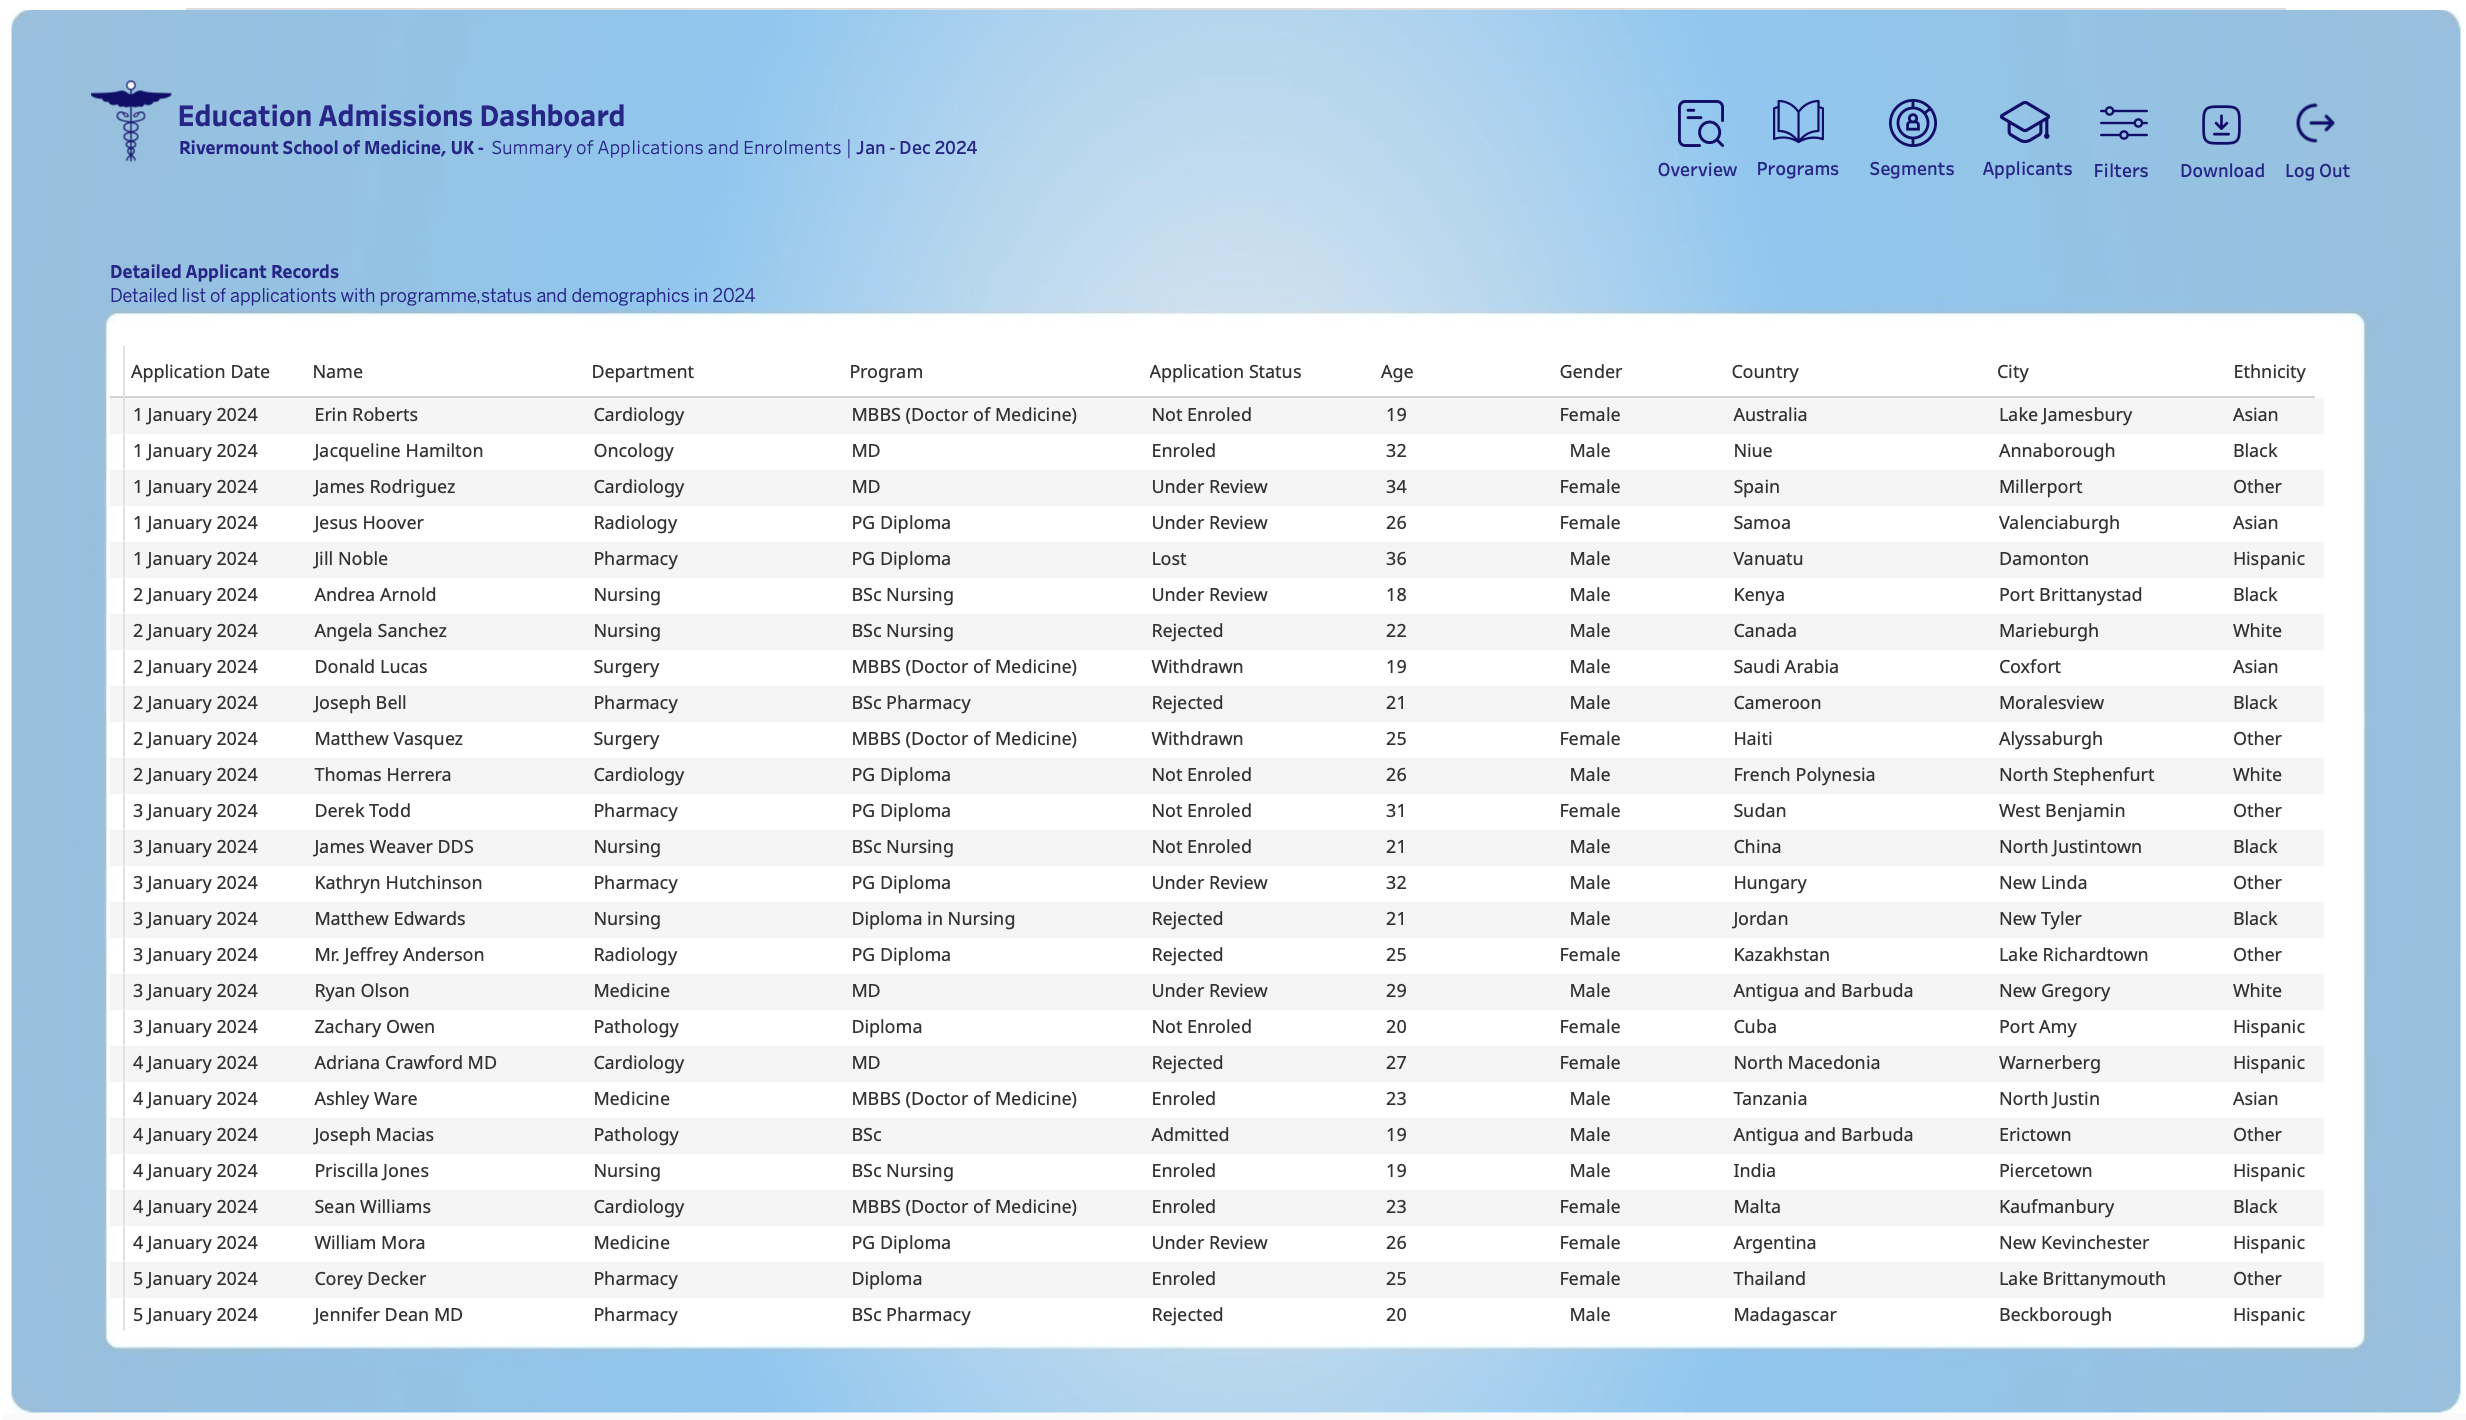 Education Admissions Dashboard
Rivermount School of Medicine, UK - Summary of Applications and Enrolments | Jan - Dec 2024
Overview Programs Segments Applicants Filters Download Log Out
Detailed Applicant Records
Detailed list of applicationts with programme,status and demographics in 2024
Application Date Name Department Program Application Status Age Gender Country City Ethnicity
1 January 2024 Erin Roberts Cardiology MBBS (Doctor of Medicine) Not Enroled 19 Female Australia Lake Jamesbury Asian
1 January 2024 Jacqueline Hamilton Oncology MD Enroled 32 Male Niue Annaborough Black
1 January 2024 James Rodriguez Cardiology MD Under Review 34 Female Spain Millerport Other
1 January 2024 Jesus Hoover Radiology PG Diploma Under Review 26 Female Samoa Valenciaburgh Asian
1 January 2024 Jill Noble Pharmacy PG Diploma Lost 36 Male Vanuatu Damonton Hispanic
2 January 2024 Andrea Arnold Nursing BSc Nursing Under Review 18 Male Kenya Port Brittanystad Black
2 January 2024 Angela Sanchez Nursing BSc Nursing Rejected 22 Male Canada Marieburgh White
2 January 2024 Donald Lucas Surgery MBBS (Doctor of Medicine) Withdrawn 19 Male Saudi Arabia Coxfort Asian
2 January 2024 Joseph Bell Pharmacy BSc Pharmacy Rejected 21 Male Cameroon Moralesview Black
2 January 2024 Matthew Vasquez Surgery MBBS (Doctor of Medicine) Withdrawn 25 Female Haiti Alyssaburgh Other
2 January 2024 Thomas Herrera Cardiology PG Diploma Not Enroled 26 Male French Polynesia North Stephenfurt White
3 January 2024 Derek Todd Pharmacy PG Diploma Not Enroled 31 Female Sudan West Benjamin Other
3 January 2024 James Weaver DDS Nursing BSc Nursing Not Enroled 21 Male China North Justintown Black
3 January 2024 Kathryn Hutchinson Pharmacy PG Diploma Under Review 32 Male Hungary New Linda Other
3 January 2024 Matthew Edwards Nursing Diploma in Nursing Rejected 21 Male Jordan New Tyler Black
3 January 2024 Mr. Jeffrey Anderson Radiology PG Diploma Rejected 25 Female Kazakhstan Lake Richardtown Other
3 January 2024 Ryan Olson Medicine MD Under Review 29 Male Antigua and Barbuda New Gregory White
3 January 2024 Zachary Owen Pathology Diploma Not Enroled 20 Female Cuba Port Amy Hispanic
4 January 2024 Adriana Crawford MD Cardiology MD Rejected 27 Female North Macedonia Warnerberg Hispanic
4 January 2024 Ashley Ware Medicine MBBS (Doctor of Medicine) Enroled 23 Male Tanzania North Justin Asian
4 January 2024 Joseph Macias Pathology BSc Admitted 19 Male Antigua and Barbuda Erictown Other
4 January 2024 Priscilla Jones Nursing BSc Nursing Enroled 19 Male India Piercetown Hispanic
4 January 2024 Sean Williams Cardiology MBBS (Doctor of Medicine) Enroled 23 Female Malta Kaufmanbury Black
4 January 2024 William Mora Medicine PG Diploma Under Review 26 Female Argentina New Kevinchester Hispanic
5 January 2024 Corey Decker Pharmacy Diploma Enroled 25 Female Thailand Lake Brittanymouth Other
5 January 2024 Jennifer Dean MD Pharmacy BSc Pharmacy Rejected 20 Male Madagascar Beckborough Hispanic